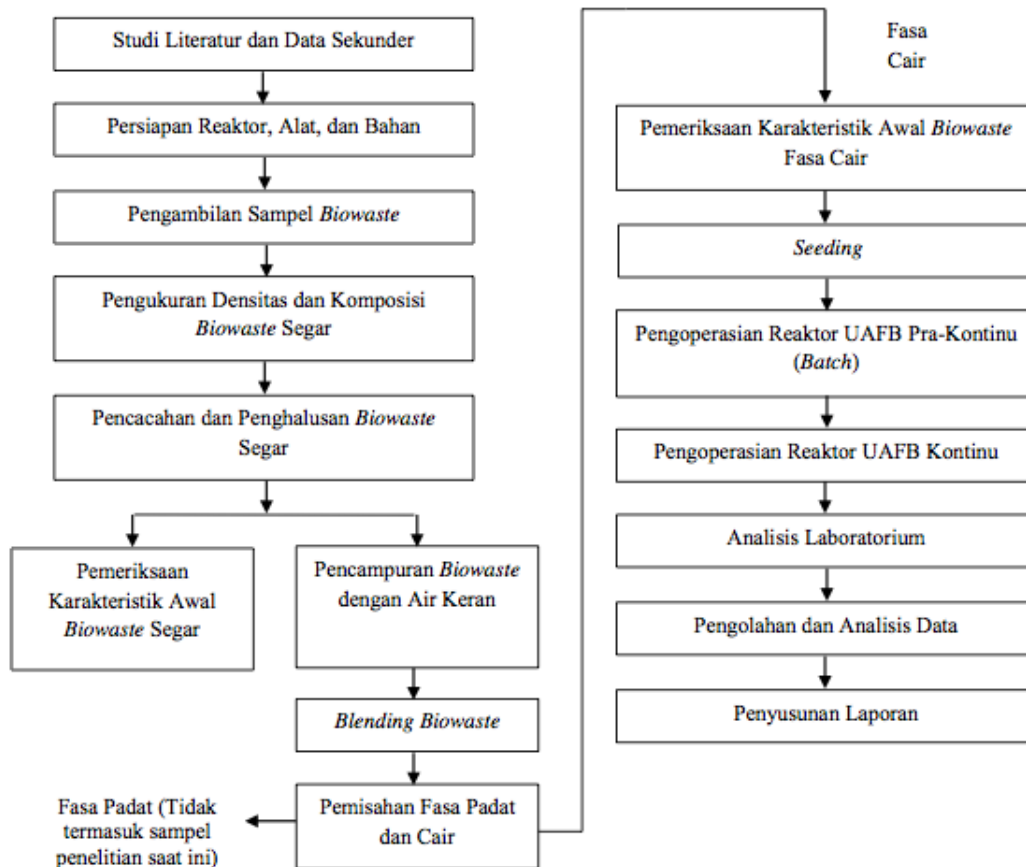 Studi Literatur dan Data Sekunder
Persiapan Reaktor, Alat, dan Bahan
Pengambilan Sampel Biowaste
Pengukuran Densitas dan Komposisi
Biowaste Segar
Pencacahan dan Penghalusan Biowaste
Segar
Pemeriksaan
Karakteristik Awal
Biowaste Segar
Pencampuran Biowaste
dengan Air Keran
Blending Biowaste
Pemisahan Fasa Padat
dan Cair
Fasa Padat (Tidak
termasuk sampel
penelitian saat ini)
Fasa
Cair
Pemeriksaan Karakteristik Awal Biowaste
Fasa Cair
Seeding
Pengoperasian Reaktor UAFB Pra-Kontinu
(Batch)
Pengoperasian Reaktor UAFB Kontinu
Analisis Laboratorium
Pengolahan dan Analisis Data
Penyusunan Laporan